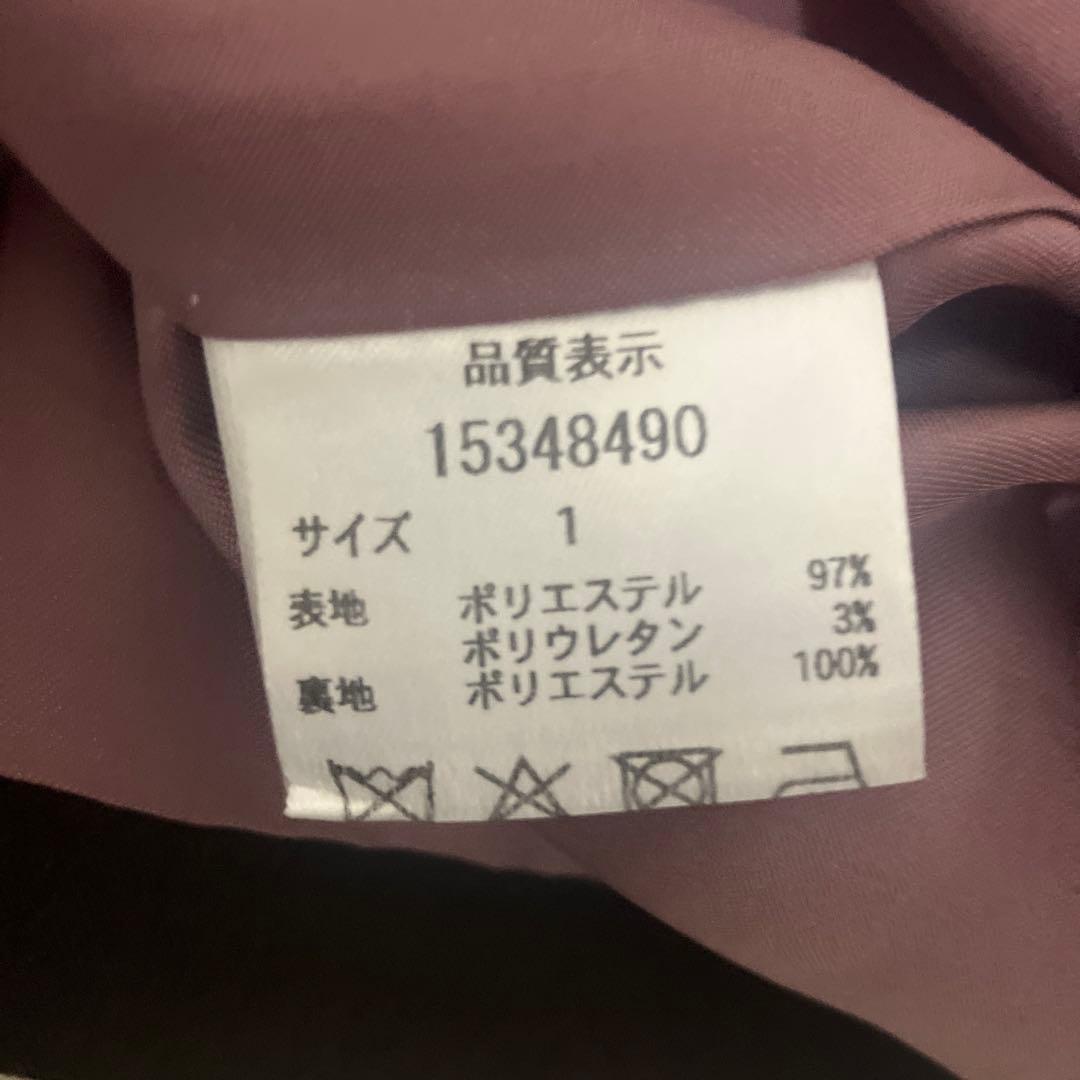 品質表示
15348490
サイズ 1
表地 ポリエステル 97%
ポリウレタン 3%
裏地 ポリエステル 100%